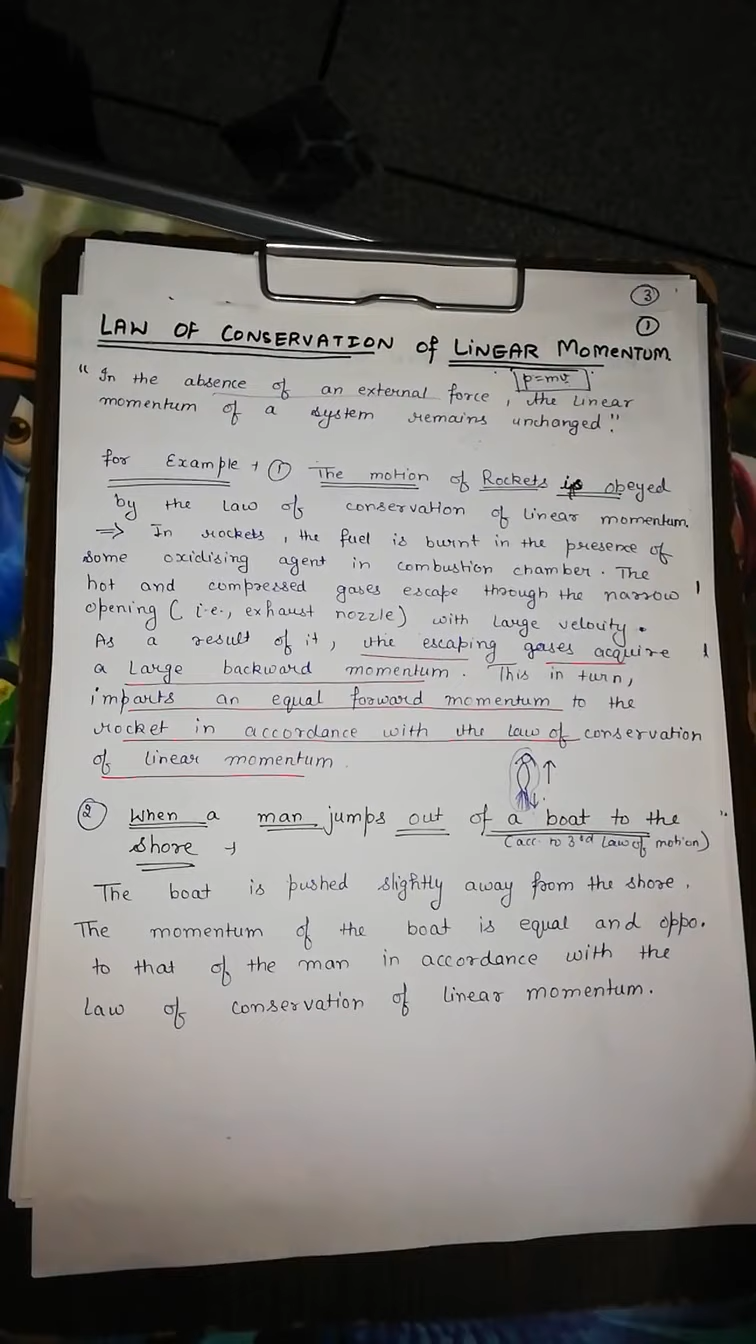 ③
①
LAW OF CONSERVATION of LINEAR MOMENTUM
p=mv
"In the absence of an external force, the linear
momentum of a system remains unchanged."
for Example → ① The motion of Rockets is obeyed
by the law of conservation of linear momentum.
⇒ In rockets, the fuel is burnt in the presence of
some oxidising agent in combustion chamber. The
hot and compressed gases escape through the narrow
opening (i.e., exhaust nozzle) with large velocity.
As a result of it, the escaping gases acquire
a Large backward momentum. This in turn,
imparts an equal forward momentum to the
rocket in accordance with the law of conservation
of linear momentum.
② When a man jumps out of a boat to the
(acc. to 3rd Law of motion)
shore →
The boat is pushed slightly away from the shore.
The momentum of the boat is equal and oppo.
to that of the man in accordance with the
Law of conservation of linear momentum.